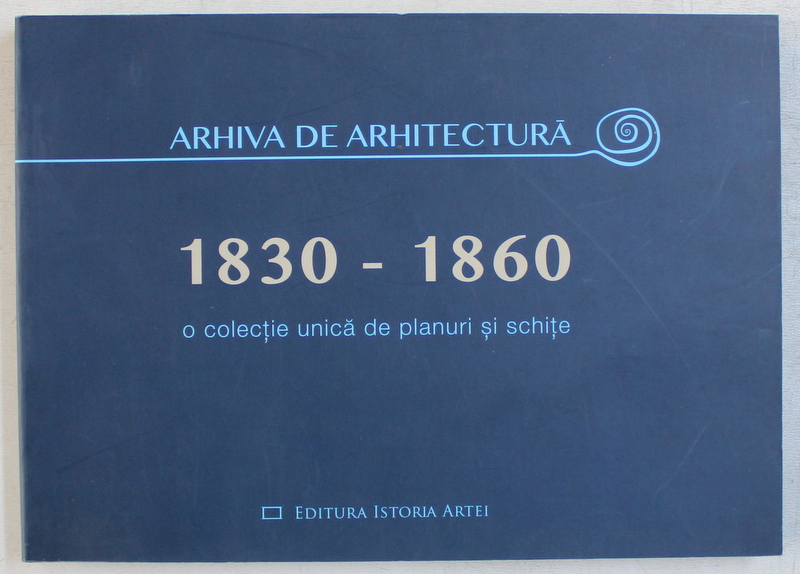 ARHIVA DE ARHITECTURĂ
1830 - 1860
o colecție unică de planuri și schițe
EDITURA ISTORIA ARTEI